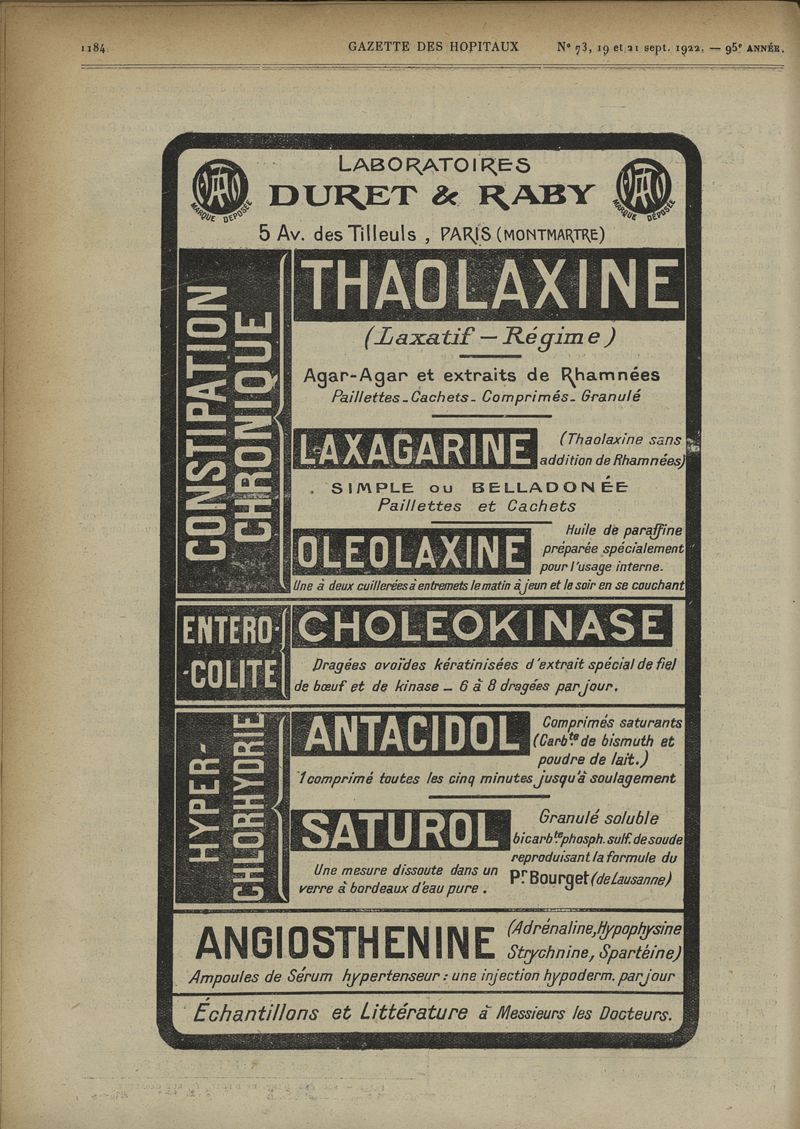 1184
GAZETTE DES HOPITAUX
N° 73, 19 et 21 sept. 1922. — 95e ANNÉE.
LABORATOIRES
DURET & RABY
MARQUE DEPOSÉE
MARQUE DÉPOSÉE
5 Av. des Tilleuls , PARIS (MONTMARTRE)
CONSTIPATION
CHRONIQUE
THAOLAXINE
(Laxatif — Régime)
Agar-Agar et extraits de Rhamnées
Paillettes - Cachets - Comprimés - Granulé
LAXAGARINE
(Thaolaxine sans
addition de Rhamnées)
SIMPLE OU BELLADONÉE
Paillettes et Cachets
OLEOLAXINE
Huile de paraffine
préparée spécialement
pour l'usage interne.
Une à deux cuillerées à entremets le matin à jeun et le soir en se couchant
ENTERO-
-COLITE
CHOLEOKINASE
Dragées ovoïdes kératinisées d'extrait spécial de fiel
de bœuf et de kinase — 6 à 8 dragées par jour.
HYPER-
CHLORHYDRIE
ANTACIDOL
Comprimés saturants
(Carb.te de bismuth et
poudre de lait.)
1 comprimé toutes les cinq minutes jusqu'à soulagement
SATUROL
Granulé soluble
bicarb.te phosph. sulf. de soude
reproduisant la formule du
Pr. Bourget (de Lausanne)
Une mesure dissoute dans un
verre à bordeaux d'eau pure .
ANGIOSTHENINE
(Adrénaline, Hypophysine
Strychnine, Spartéine)
Ampoules de Sérum hypertenseur : une injection hypoderm. par jour
Échantillons et Littérature à Messieurs les Docteurs.